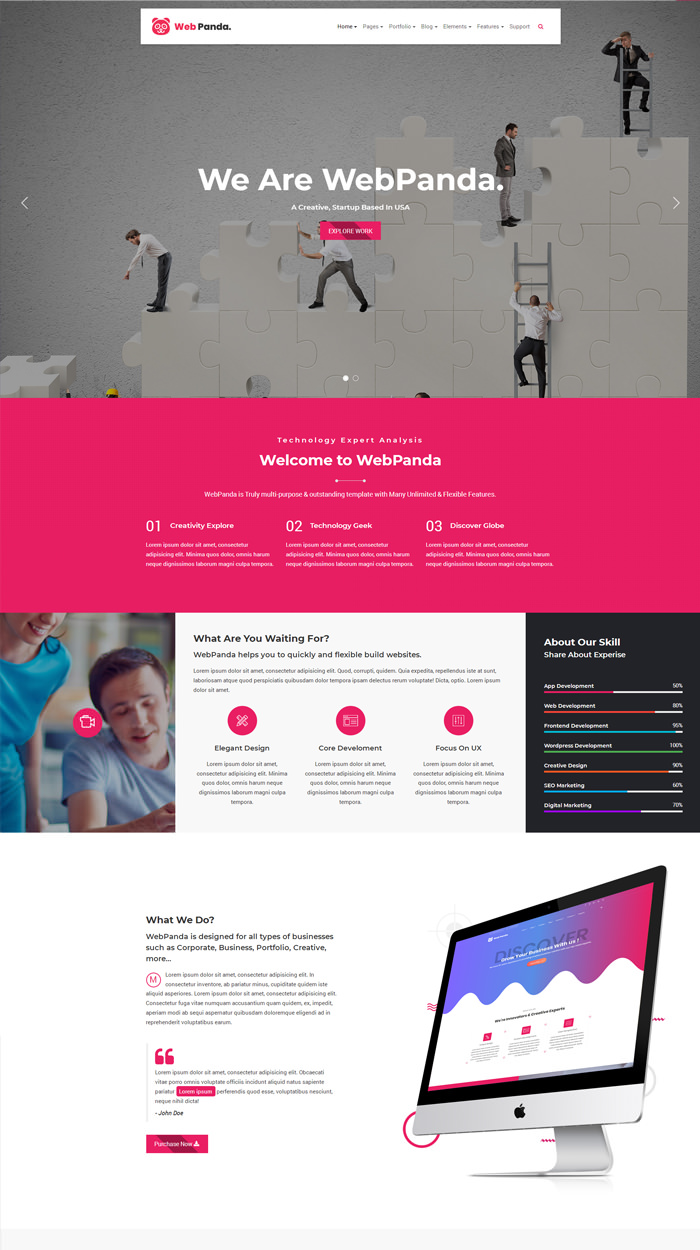 Web Panda.
Home Pages Portfolio Blog Elements Features Support
We Are WebPanda.
A Creative, Startup Based In USA
EXPLORE WORK
Technology Expert Analysis
Welcome to WebPanda
WebPanda is Truly multi-purpose & outstanding template with Many Unlimited & Flexible Features.
01 Creativity Explore
Lorem ipsum dolor sit amet, consectetur
adipisicing elit. Minima quos dolor, omnis harum
neque dignissimos laborum magni culpa tempora.
02 Technology Geek
Lorem ipsum dolor sit amet, consectetur
adipisicing elit. Minima quos dolor, omnis harum
neque dignissimos laborum magni culpa tempora.
03 Discover Globe
Lorem ipsum dolor sit amet, consectetur
adipisicing elit. Minima quos dolor, omnis harum
neque dignissimos laborum magni culpa tempora.
What Are You Waiting For?
WebPanda helps you to quickly and flexible build websites.
Lorem ipsum dolor sit amet, consectetur adipisicing elit. Quod, corrupti, quidem. Quia expedita, repellendus iste at sunt,
laboriosam atque quod perspiciatis quibusdam dolor tempora ipsam delectus rerum voluptate! Dicta, optio. Lorem ipsum
dolor sit amet.
Elegant Design
Lorem ipsum dolor sit amet,
consectetur adipisicing elit. Minima
quos dolor, omnis harum neque
dignissimos laborum magni culpa
tempora.
Core Develoment
Lorem ipsum dolor sit amet,
consectetur adipisicing elit. Minima
quos dolor, omnis harum neque
dignissimos laborum magni culpa
tempora.
Focus On UX
Lorem ipsum dolor sit amet,
consectetur adipisicing elit. Minima
quos dolor, omnis harum neque
dignissimos laborum magni culpa
tempora.
About Our Skill
Share About Experise
App Development 50%
Web Development 80%
Frontend Development 95%
Wordpress Development 100%
Creative Design 90%
SEO Marketing 60%
Digital Marketing 70%
What We Do?
WebPanda is designed for all types of businesses
such as Corporate, Business, Portfolio, Creative,
more...
M Lorem ipsum dolor sit amet, consectetur adipisicing elit. In
consectetur inventore, ab pariatur minus, cupiditate quidem iste
aliquid asperiores. Lorem ipsum dolor sit amet, consectetur adipisicing elit.
Consectetur fuga vitae numquam accusantium quam quidem, ex, impedit,
aperiam modi ab sequi aspernatur quibusdam doloremque eligendi ad in
reprehenderit voluptatibus earum.
Lorem ipsum dolor sit amet, consectetur adipisicing elit. Obcaecati
vitae porro omnis voluptate officiis incidunt aliquid natus sapiente
pariatur Lorem ipsum perferendis quod esse, voluptatibus nesciunt,
neque nihil dicta!
- John Doe
Putchase Now
DISCOVER
Grow Your Business With us !
We're Innovators & Creative Experts